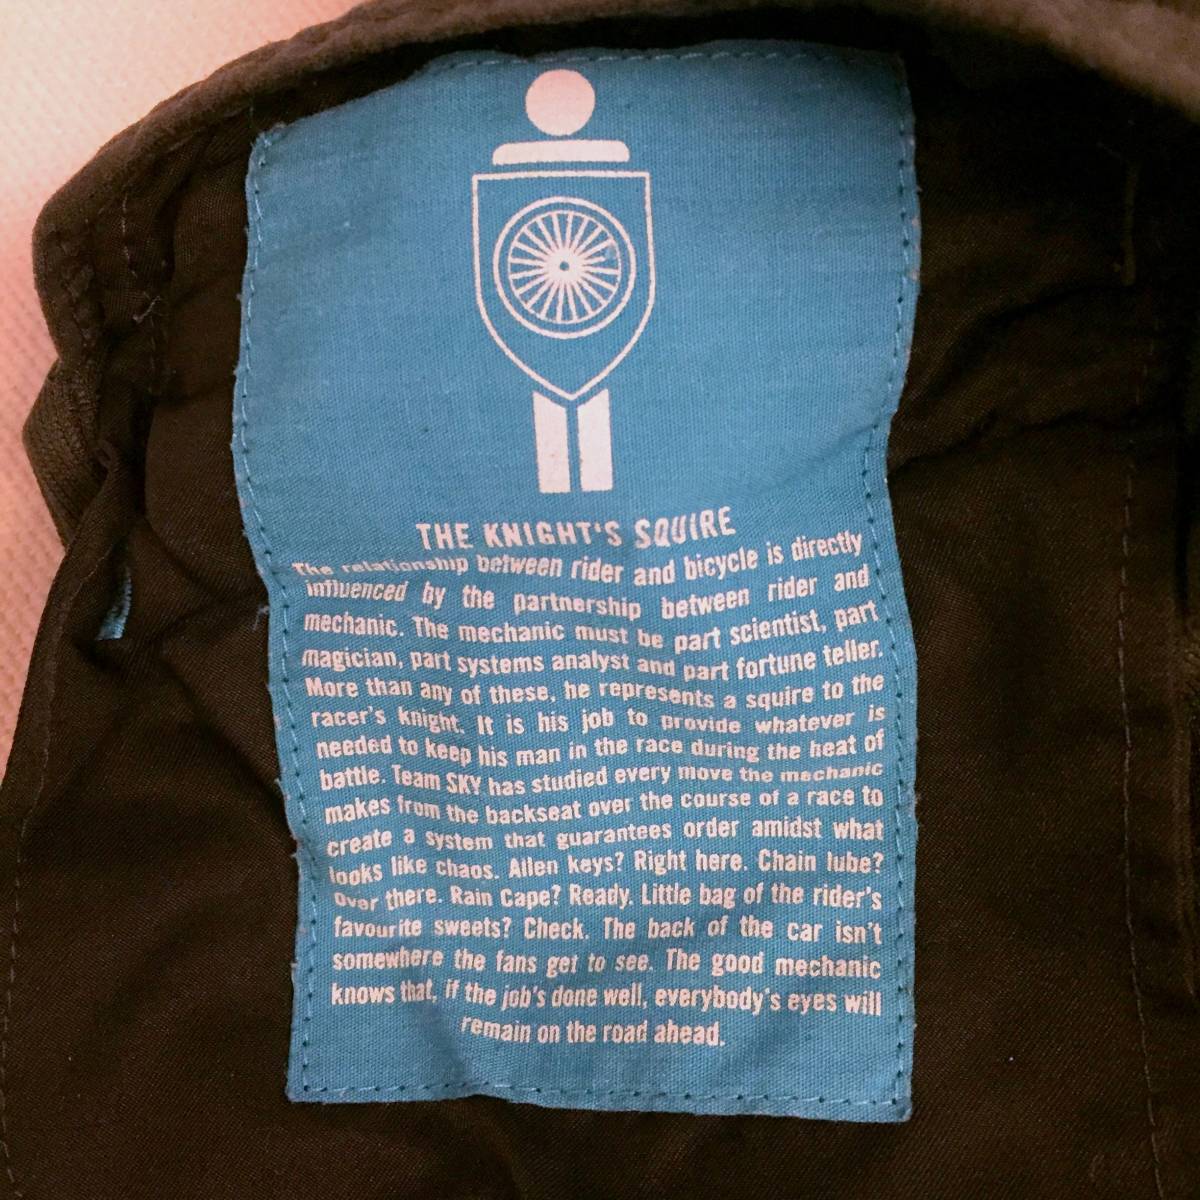 THE KNIGHT'S SQUIRE
The relationship between rider and bicycle is directly
influenced by the partnership between rider and
mechanic. The mechanic must be part scientist, part
magician, part systems analyst and part fortune teller.
More than any of these, he represents a squire to the
racer's knight. It is his job to provide whatever is
needed to keep his man in the race during the heat of
battle. Team SKY has studied every move the mechanic
makes from the backseat over the course of a race to
create a system that guarantees order amidst what
looks like chaos. Allen keys? Right here. Chain lube?
Over there. Rain Cape? Ready. Little bag of the rider's
favourite sweets? Check. The back of the car isn't
somewhere the fans get to see. The good mechanic
knows that, if the job's done well, everybody's eyes will
remain on the road ahead.